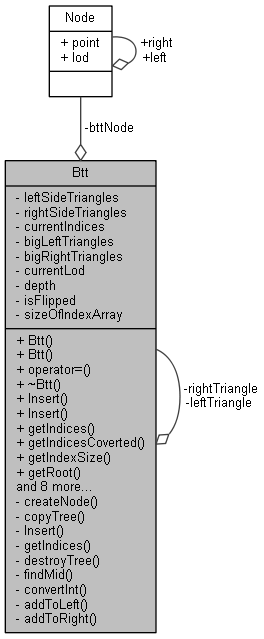 Node
+ point
+ lod
+right
+left
-bttNode
Btt
- leftSideTriangles
- rightSideTriangles
- currentIndices
- bigLeftTriangles
- bigRightTriangles
- currentLod
- depth
- isFlipped
- sizeOfIndexArray
+ Btt()
+ Btt()
+ operator=()
+ ~Btt()
+ Insert()
+ Insert()
+ getIndices()
+ getIndicesCoverted()
+ getIndexSize()
+ getRoot()
and 8 more...
- createNode()
- copyTree()
- Insert()
- getIndices()
- destroyTree()
- findMid()
- convertInt()
- addToLeft()
- addToRight()
-rightTriangle
-leftTriangle